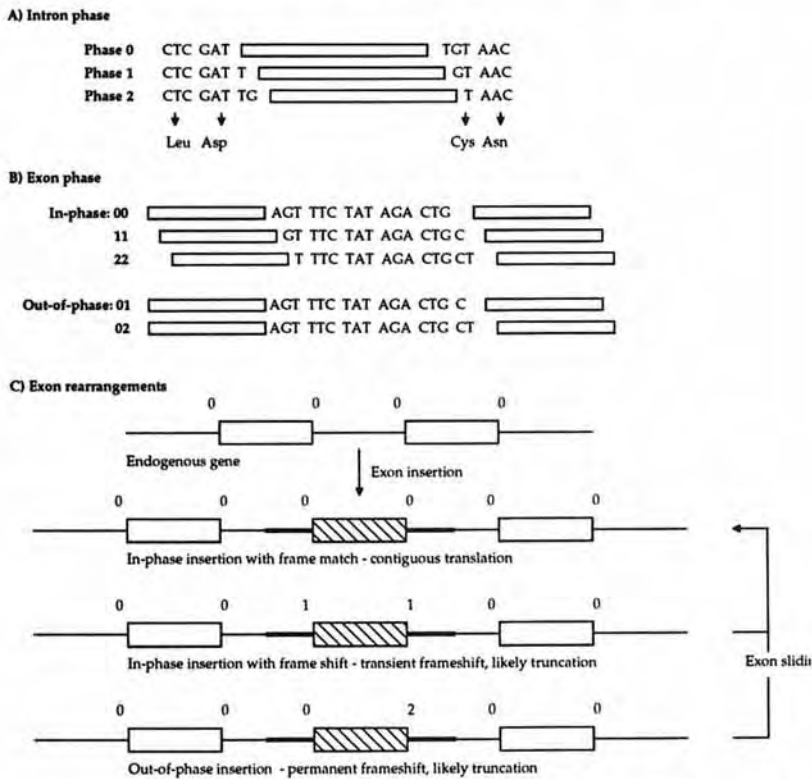 A) Intron phase
Phase 0 CTC GAT TGT AAC
Phase 1 CTC GAT T GT AAC
Phase 2 CTC GAT TG T AAC
Leu Asp Cys Asn
B) Exon phase
In-phase: 00 AGT TTC TAT AGA CTG
11 GT TTC TAT AGA CTG C
22 T TTC TAT AGA CTG CT
Out-of-phase: 01 AGT TTC TAT AGA CTG C
02 AGT TTC TAT AGA CTG CT
C) Exon rearrangements
0 0 0 0
Endogenous gene
Exon insertion
0 0 0 0 0 0
In-phase insertion with frame match - contiguous translation
0 0 1 1 0 0
In-phase insertion with frame shift - transient frameshift, likely truncation
Exon slidi
0 0 0 2 0 0
Out-of-phase insertion - permanent frameshift, likely truncation